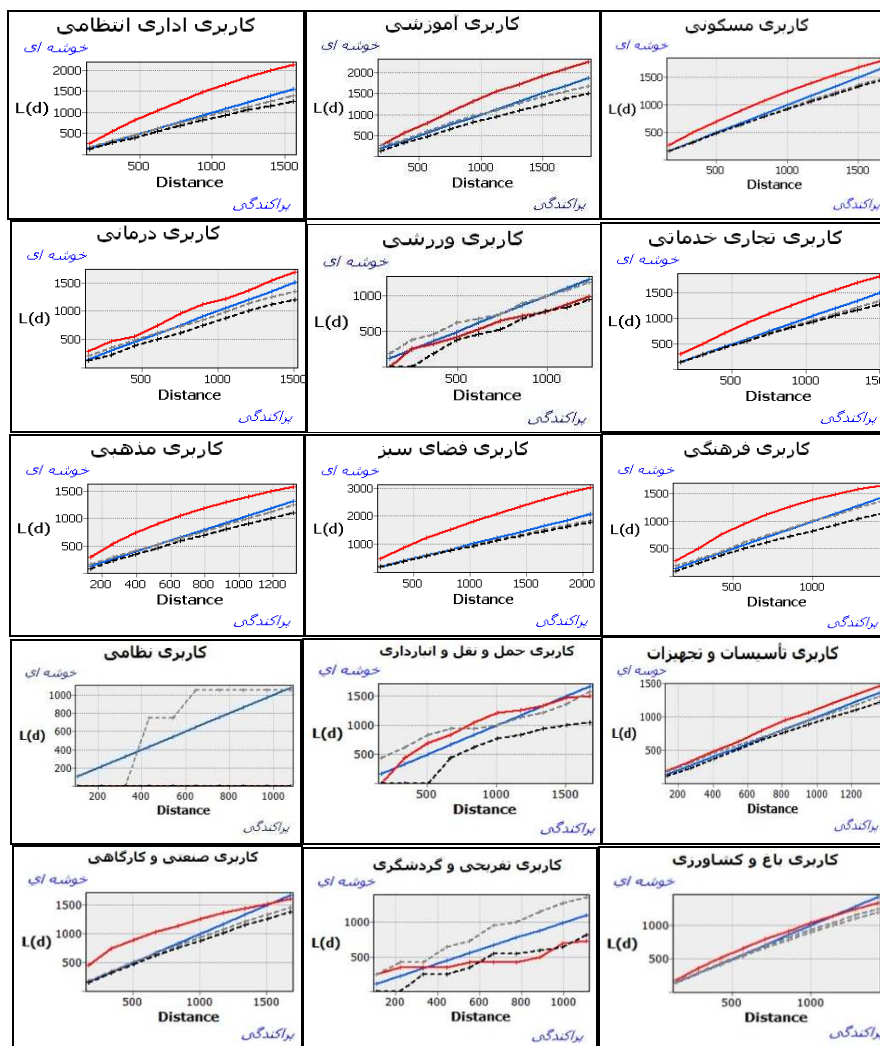 کاربری مسکونی
خوشه ای
1500
1000
L(d)
500
500 1000 1500
Distance
پراکندگی
کاربری آموزشی
خوشه ای
2000
1500
1000
L(d)
500
500 1000 1500
Distance
پراکندگی
کاربری اداری انتظامی
خوشه ای
2000
1500
L(d)
1000
500
500 1000 1500
Distance
پراکندگی
کاربری تجاری خدماتی
خوشه ای
1500
1000
L(d)
500
500 1000 1500
Distance
پراکندگی
کاربری ورزشی
خوشه ای
1000
L(d)
500
500 1000
Distance
پراکندگی
کاربری درمانی
خوشه ای
1500
1000
L(d)
500
500 1000 1500
Distance
پراکندگی
کاربری فرهنگی
خوشه ای
1500
1000
L(d)
500
500 1000
Distance
پراکندگی
کاربری فضای سبز
خوشه ای
3000
2000
L(d)
1000
500 1000 1500 2000
Distance
پراکندگی
کاربری مذهبی
خوشه ای
1500
1000
L(d)
500
200 400 600 800 1000 1200
Distance
پراکندگی
کاربری تأسیسات و تجهیزات
خوشه اي
1500
1000
L(d)
500
200 400 600 800 1000 1200
Distance
پراکندگی
کاربری حمل و نقل و انبارداری
خوشه اي
1500
1000
L(d)
500
500 1000 1500
Distance
پراکندگی
کاربری نظامی
خوشه اي
1000
800
600
L(d)
400
200
200 400 600 800 1000
Distance
پراکندگی
کاربری باغ و کشاورزی
خوشه اي
1000
L(d)
500
500 1000
Distance
پراکندگی
کاربری تفریحی و گردشگری
خوشه اي
1000
L(d)
500
200 400 600 800 1000
Distance
پراکندگی
کاربری صنعتی و کارگاهی
خوشه اي
1500
1000
L(d)
500
500 1000 1500
Distance
پراکندگی